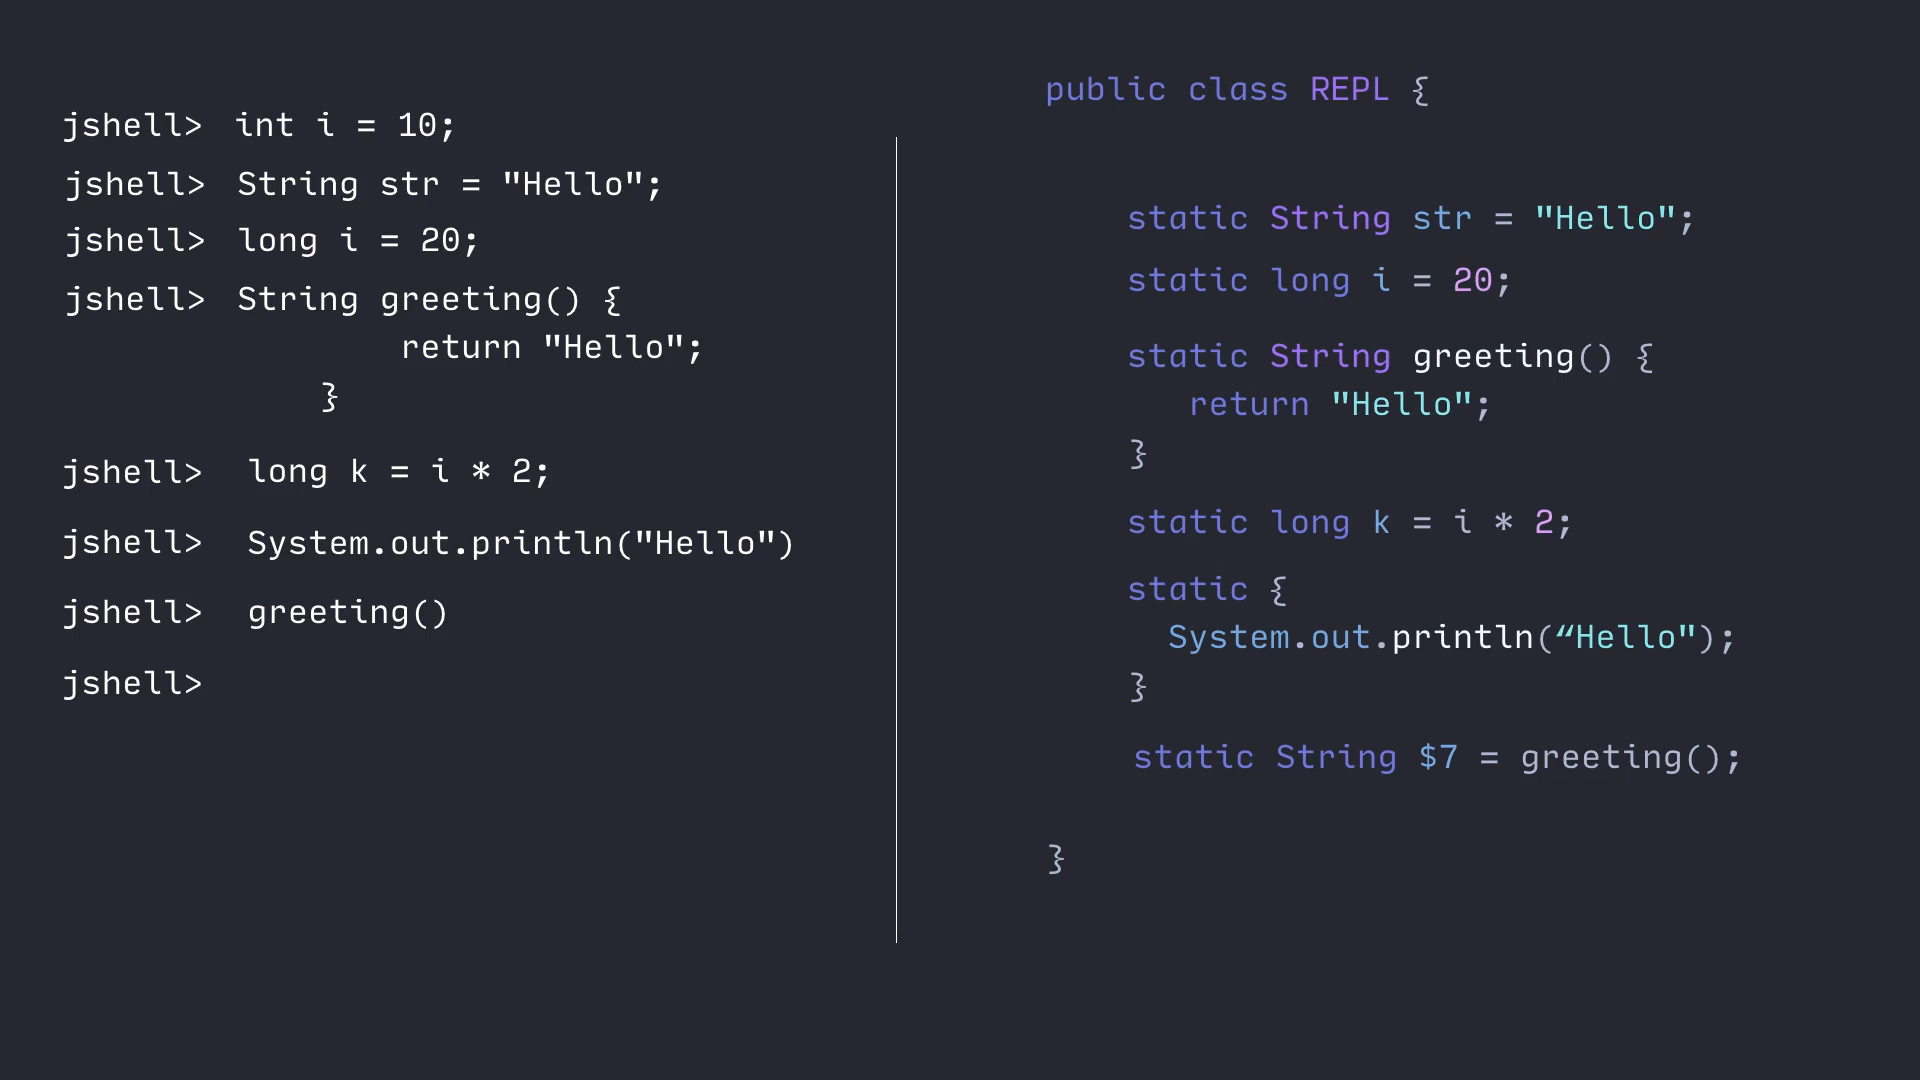 jshell> int i = 10;
jshell> String str = "Hello";
jshell> long i = 20;
jshell> String greeting() {
return "Hello";
}
jshell> long k = i * 2;
jshell> System.out.println("Hello")
jshell> greeting()
jshell>
public class REPL {
static String str = "Hello";
static long i = 20;
static String greeting() {
return "Hello";
}
static long k = i * 2;
static {
System.out.println(“Hello");
}
static String $7 = greeting();
}